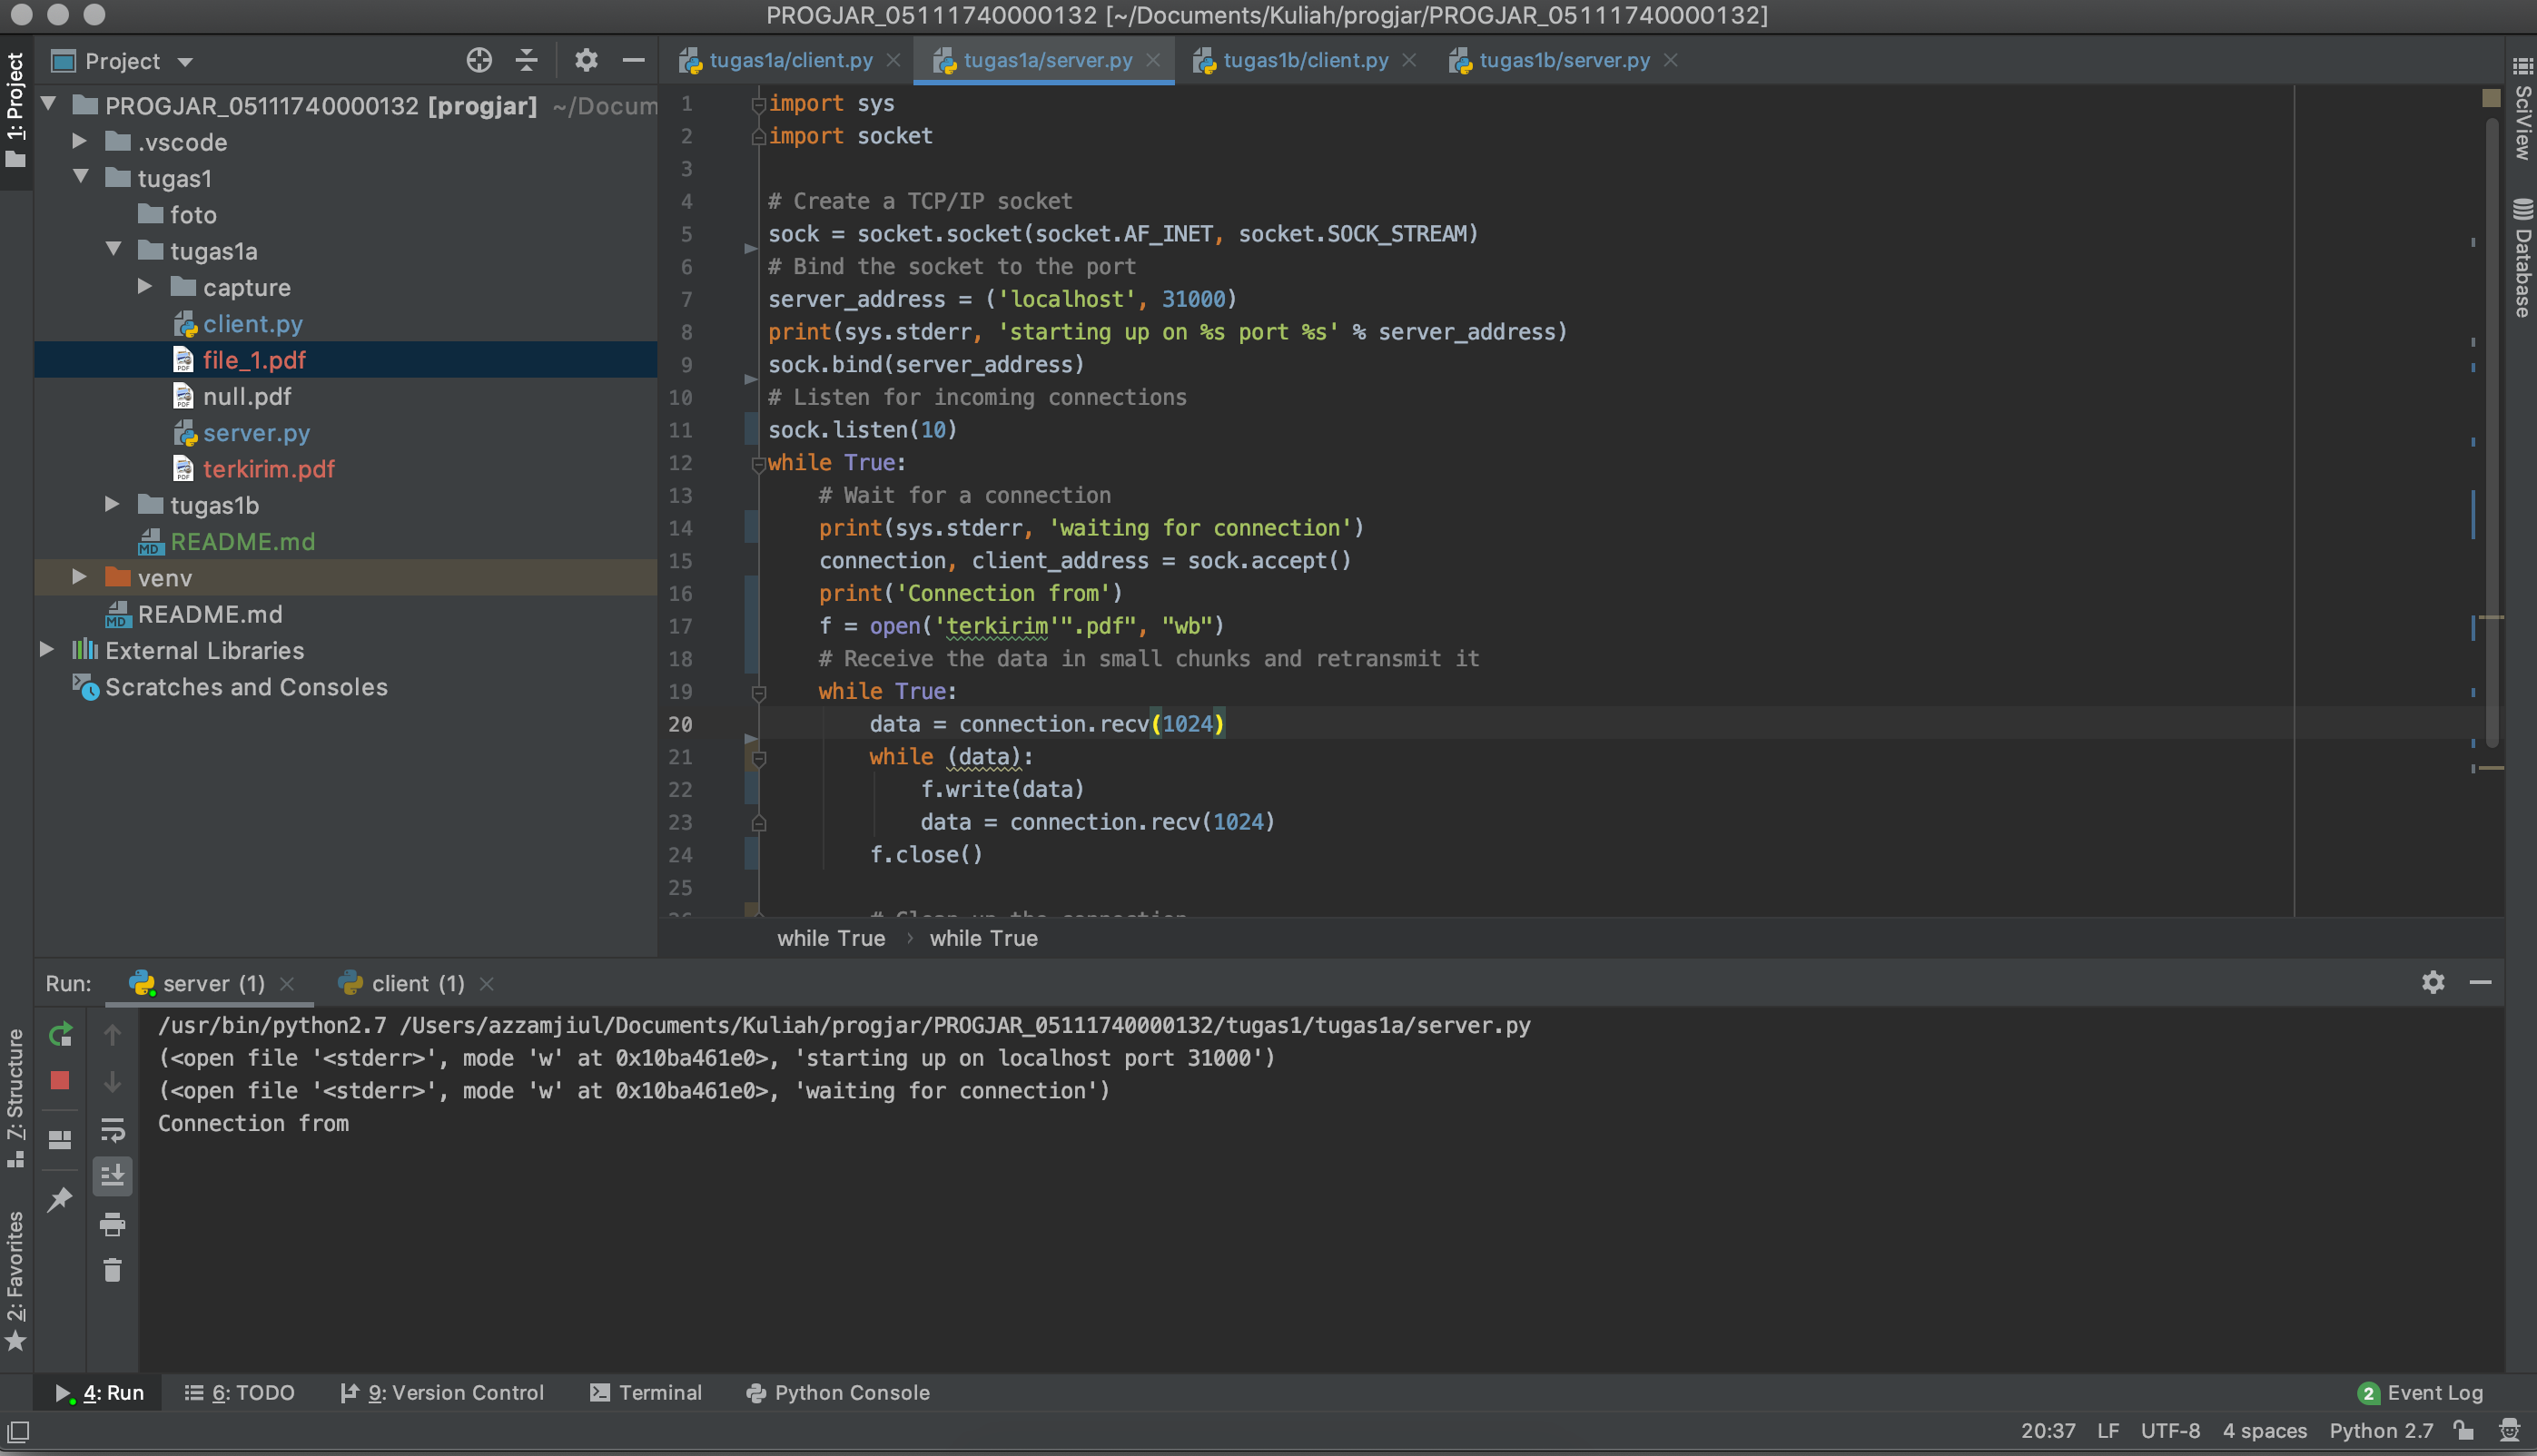 PROGJAR_05111740000132 [~/Documents/Kuliah/progjar/PROGJAR_05111740000132]
1: Project
Project
PROGJAR_05111740000132 [progjar] ~/Docum
.vscode
tugas1
foto
tugas1a
capture
client.py
file_1.pdf
null.pdf
server.py
terkirim.pdf
tugas1b
README.md
venv
README.md
External Libraries
Scratches and Consoles
tugas1a/client.py
tugas1a/server.py
tugas1b/client.py
tugas1b/server.py
1 import sys
2 import socket
3
4 # Create a TCP/IP socket
5 sock = socket.socket(socket.AF_INET, socket.SOCK_STREAM)
6 # Bind the socket to the port
7 server_address = ('localhost', 31000)
8 print(sys.stderr, 'starting up on %s port %s' % server_address)
9 sock.bind(server_address)
10 # Listen for incoming connections
11 sock.listen(10)
12 while True:
13 # Wait for a connection
14 print(sys.stderr, 'waiting for connection')
15 connection, client_address = sock.accept()
16 print('Connection from')
17 f = open('terkirim'".pdf", "wb")
18 # Receive the data in small chunks and retransmit it
19 while True:
20 data = connection.recv(1024)
21 while (data):
22 f.write(data)
23 data = connection.recv(1024)
24 f.close()
25
26 # Clean up the connection
while True › while True
SciView
Database
Run:
server (1)
client (1)
/usr/bin/python2.7 /Users/azzamjiul/Documents/Kuliah/progjar/PROGJAR_05111740000132/tugas1/tugas1a/server.py
(<open file '<stderr>', mode 'w' at 0x10ba461e0>, 'starting up on localhost port 31000')
(<open file '<stderr>', mode 'w' at 0x10ba461e0>, 'waiting for connection')
Connection from
Z: Structure
2: Favorites
4: Run
6: TODO
9: Version Control
Terminal
Python Console
2 Event Log
20:37 LF UTF-8 4 spaces Python 2.7